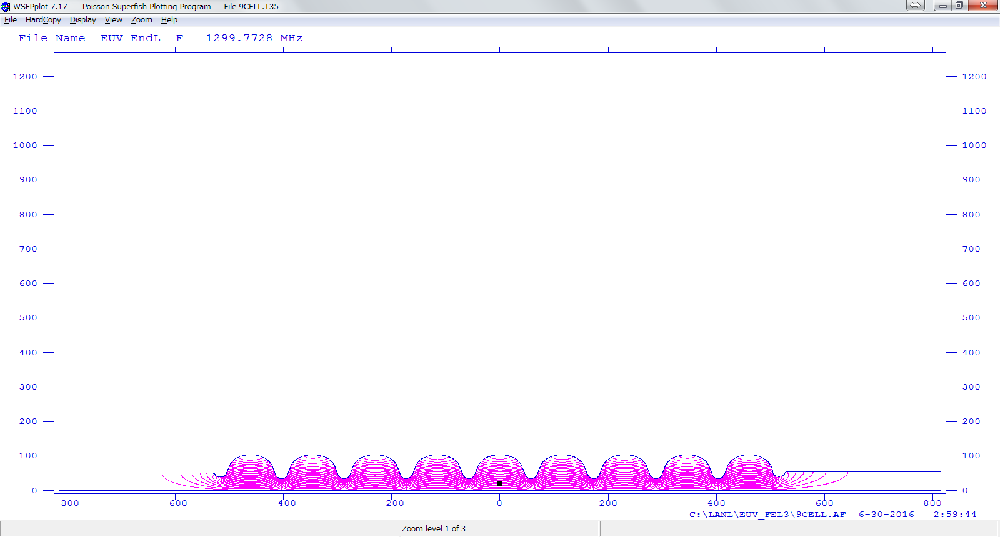 WSFPplot 7.17 --- Poisson Superfish Plotting Program File 9CELL.T35
File HardCopy Display View Zoom Help
File_Name= EUV_EndL F = 1299.7728 MHz
1200 1200
1100 1100
1000 1000
900 900
800 800
700 700
600 600
500 500
400 400
300 300
200 200
100 100
0 0
-800 -600 -400 -200 0 200 400 600 800
C:\LANL\EUV_FEL3\9CELL.AF 6-30-2016 2:59:44
Zoom level 1 of 3